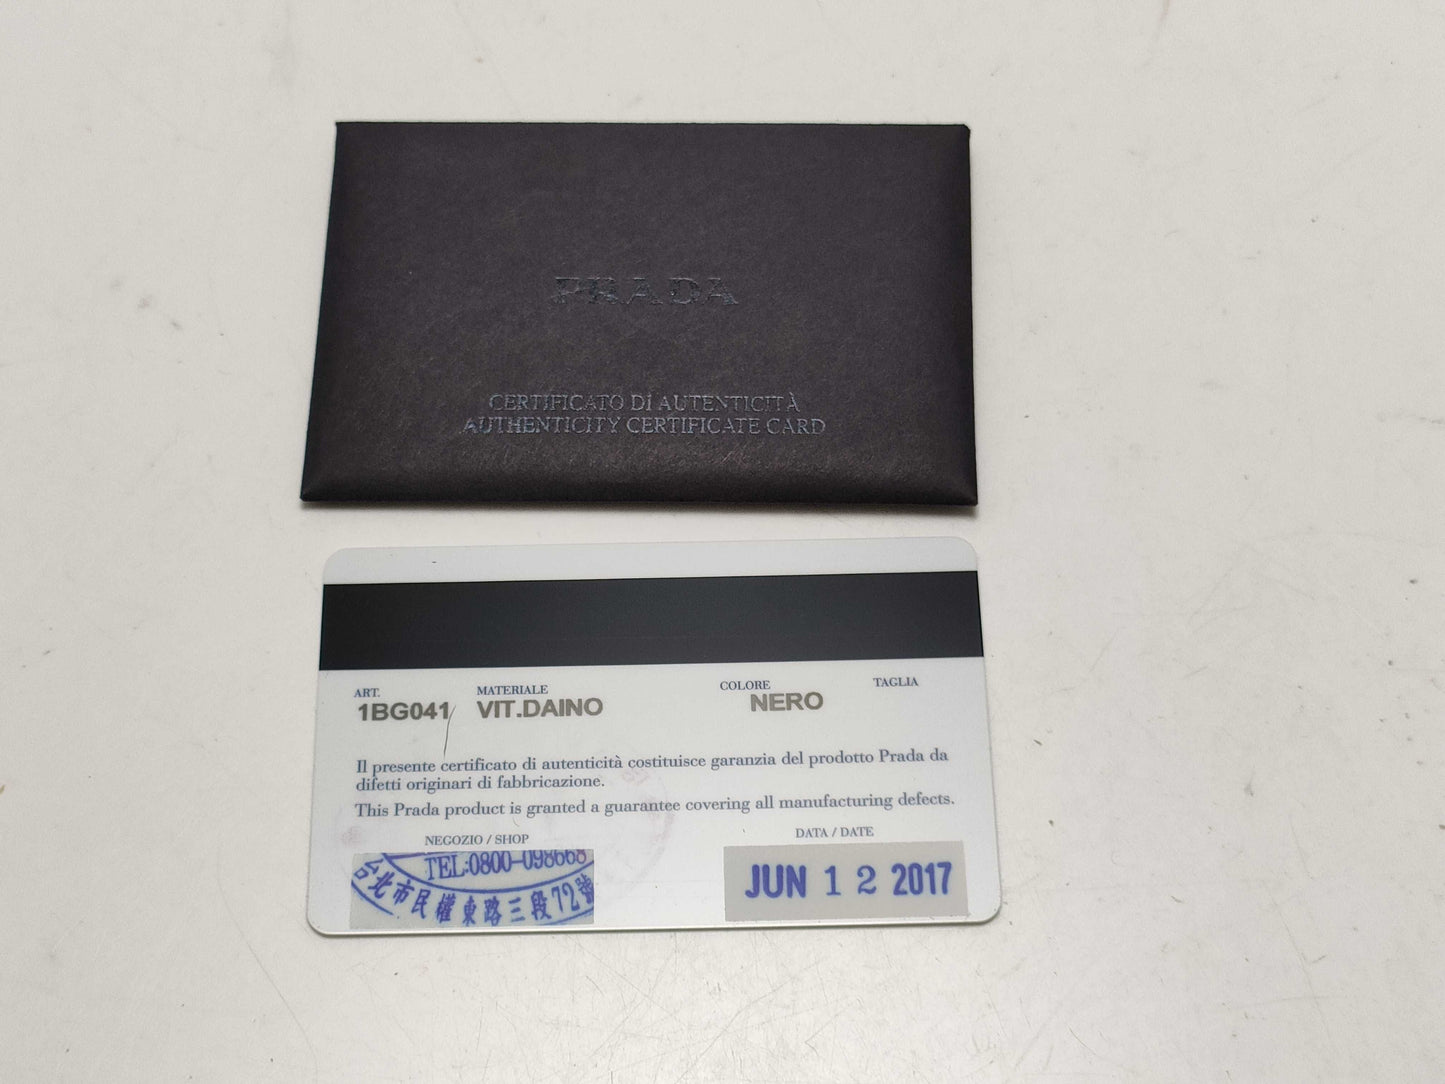 PRADA
CERTIFICATO DI AUTENTICITÀ
AUTHENTICITY CERTIFICATE CARD
ART. MATERIALE COLORE TAGLIA
1BG041 VIT.DAINO NERO
Il presente certificato di autenticità costituisce garanzia del prodotto Prada da
difetti originari di fabbricazione.
This Prada product is granted a guarantee covering all manufacturing defects.
NEGOZIO / SHOP DATA / DATE
TEL:0800-098668
台北市民權東路三段72號
JUN 12 2017